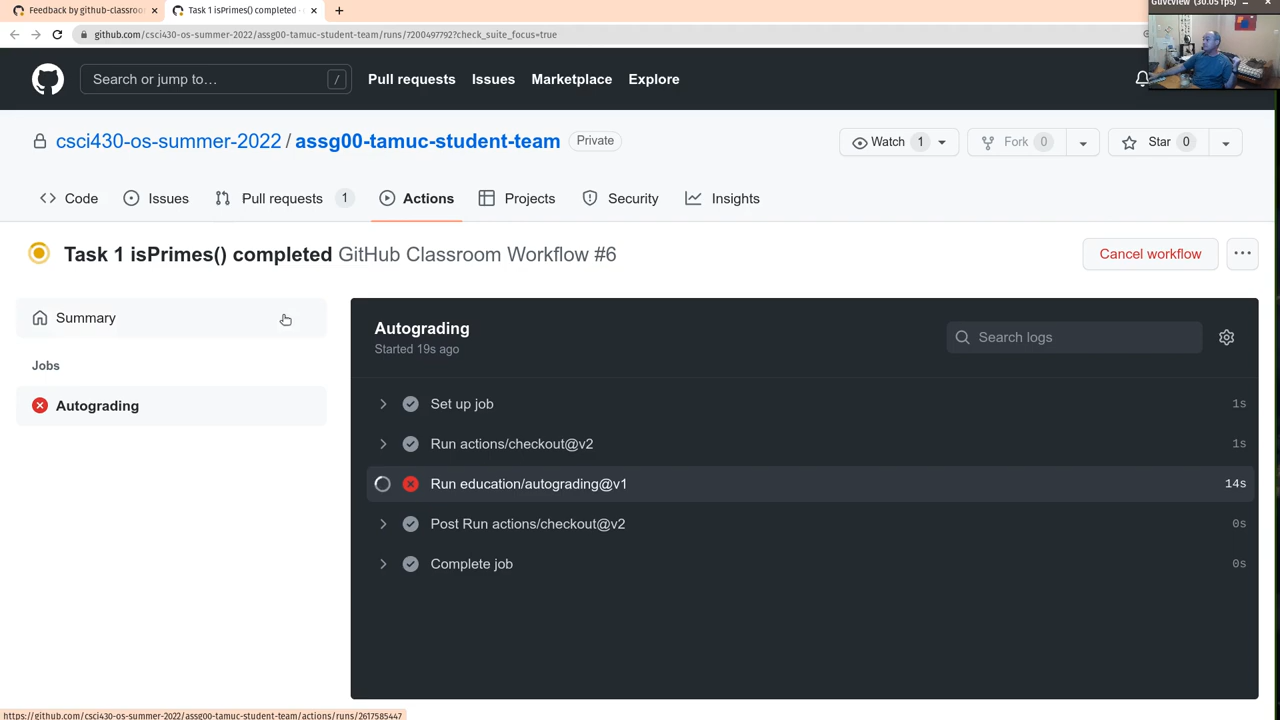 Feedback by github-classroo
Task 1 isPrimes() completed
Guvcview (30.05 fps)
github.com/csci430-os-summer-2022/assg00-tamuc-student-team/runs/7200497792?check_suite_focus=true
Search or jump to… /
Pull requests Issues Marketplace Explore
csci430-os-summer-2022 / assg00-tamuc-student-team Private
Watch 1 Fork 0 Star 0
Code Issues Pull requests 1 Actions Projects Security Insights
Task 1 isPrimes() completed GitHub Classroom Workflow #6
Cancel workflow
Summary
Jobs
Autograding
Autograding
Started 19s ago
Search logs
Set up job 1s
Run actions/checkout@v2 1s
Run education/autograding@v1 14s
Post Run actions/checkout@v2 0s
Complete job 0s
https://github.com/csci430-os-summer-2022/assg00-tamuc-student-team/actions/runs/2617585447